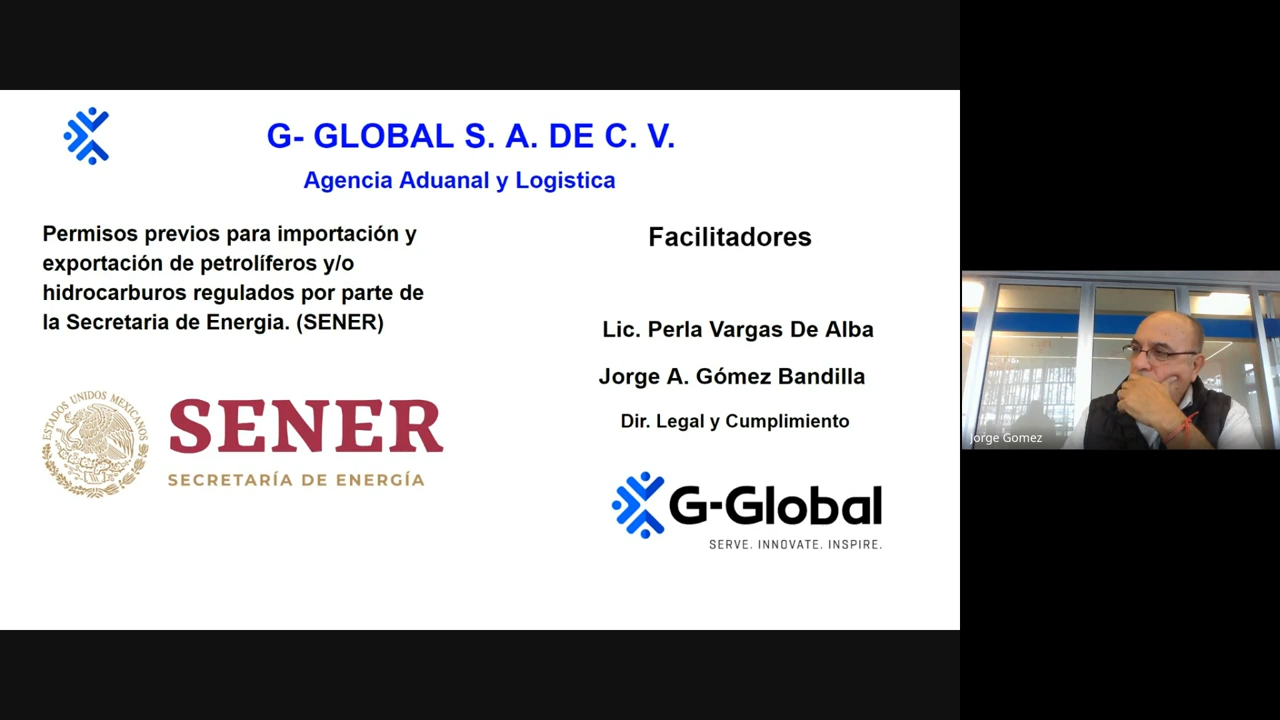 G- GLOBAL S. A. DE C. V.
Agencia Aduanal y Logistica
Permisos previos para importación y
exportación de petrolíferos y/o
hidrocarburos regulados por parte de
la Secretaria de Energia. (SENER)
Facilitadores
Lic. Perla Vargas De Alba
Jorge A. Gómez Bandilla
Dir. Legal y Cumplimiento
ESTADOS UNIDOS MEXICANOS
SENER
SECRETARÍA DE ENERGÍA
G-Global
SERVE. INNOVATE. INSPIRE.
Jorge Gomez